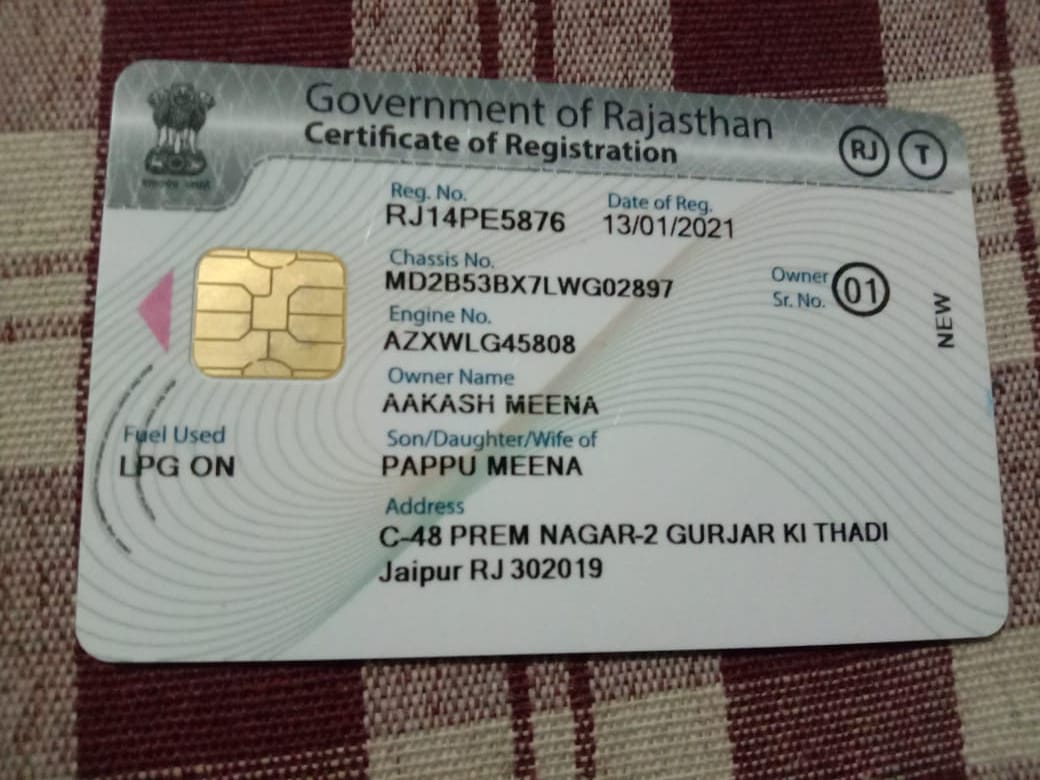 Government of Rajasthan
Certificate of Registration
RJ T
Reg. No. Date of Reg.
RJ14PE5876 13/01/2021
Chassis No.
MD2B53BX7LWG02897
Owner Sr. No. 01
NEW
Engine No.
AZXWLG45808
Owner Name
AAKASH MEENA
Fuel Used
LPG ON
Son/Daughter/Wife of
PAPPU MEENA
Address
C-48 PREM NAGAR-2 GURJAR KI THADI
Jaipur RJ 302019